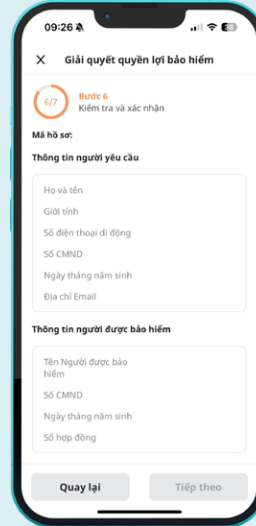 09:26
Giải quyết quyền lợi bảo hiểm
6/7
Bước 6
Kiểm tra và xác nhận
Mã hồ sơ:
Thông tin người yêu cầu
Họ và tên
Giới tính
Số điện thoại di động
Số CMND
Ngày tháng năm sinh
Địa chỉ Email
Thông tin người được bảo hiểm
Tên Người được bảo
hiểm
Số CMND
Ngày tháng năm sinh
Số hợp đồng
Quay lại
Tiếp theo